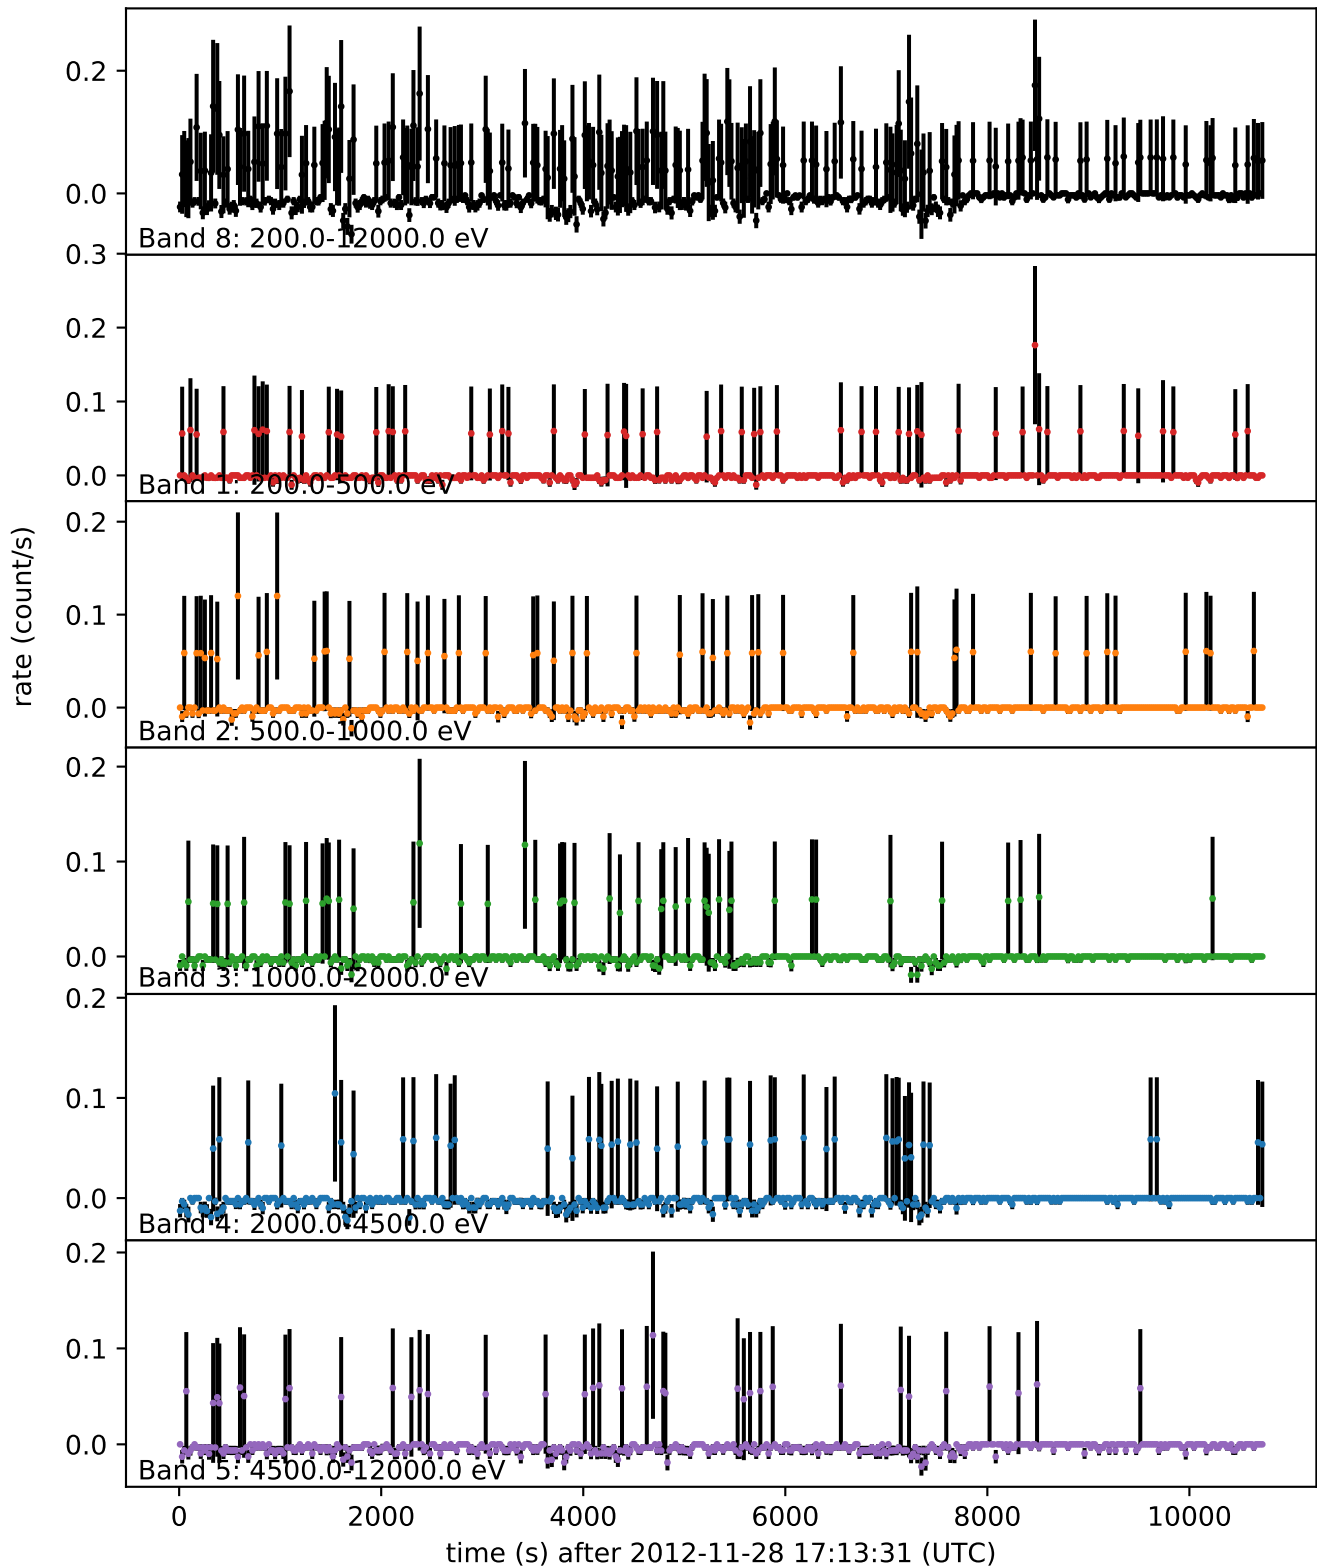 0.2
0.0
Band 8: 200.0-12000.0 eV
0.3
0.2
0.1
0.0
Band 1: 200.0-500.0 eV
0.2
0.1
0.0
Band 2: 500.0-1000.0 eV
rate (count/s)
0.2
0.1
0.0
Band 3: 1000.0-2000.0 eV
0.2
0.1
0.0
Band 4: 2000.0-4500.0 eV
0.2
0.1
0.0
Band 5: 4500.0-12000.0 eV
0 2000 4000 6000 8000 10000
time (s) after 2012-11-28 17:13:31 (UTC)